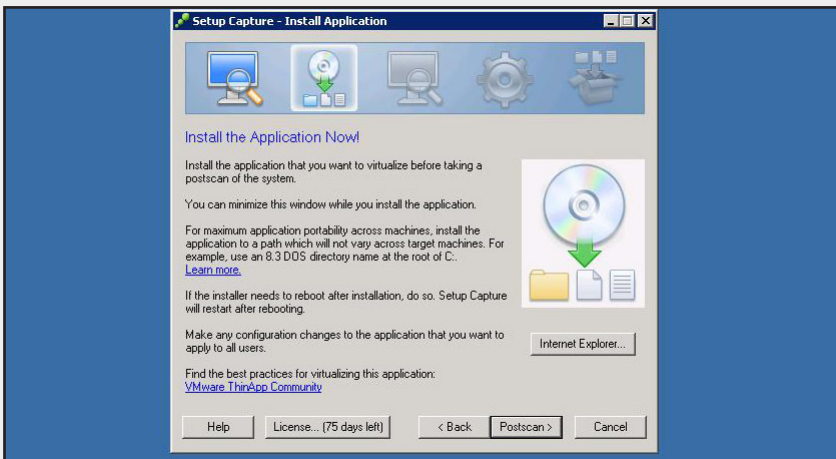 Setup Capture - Install Application
Install the Application Now!
Install the application that you want to virtualize before taking a
postscan of the system.
You can minimize this window while you install the application.
For maximum application portability across machines, install the
application to a path which will not vary across target machines. For
example, use an 8.3 DOS directory name at the root of C:.
Learn more.
If the installer needs to reboot after installation, do so. Setup Capture
will restart after rebooting.
Make any configuration changes to the application that you want to
apply to all users.
Internet Explorer...
Find the best practices for virtualizing this application:
VMware ThinApp Community
Help License... (75 days left) < Back Postscan > Cancel